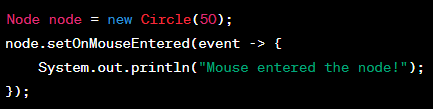 Node node = new Circle(50);
node.setOnMouseEntered(event -> {
    System.out.println("Mouse entered the node!");
});